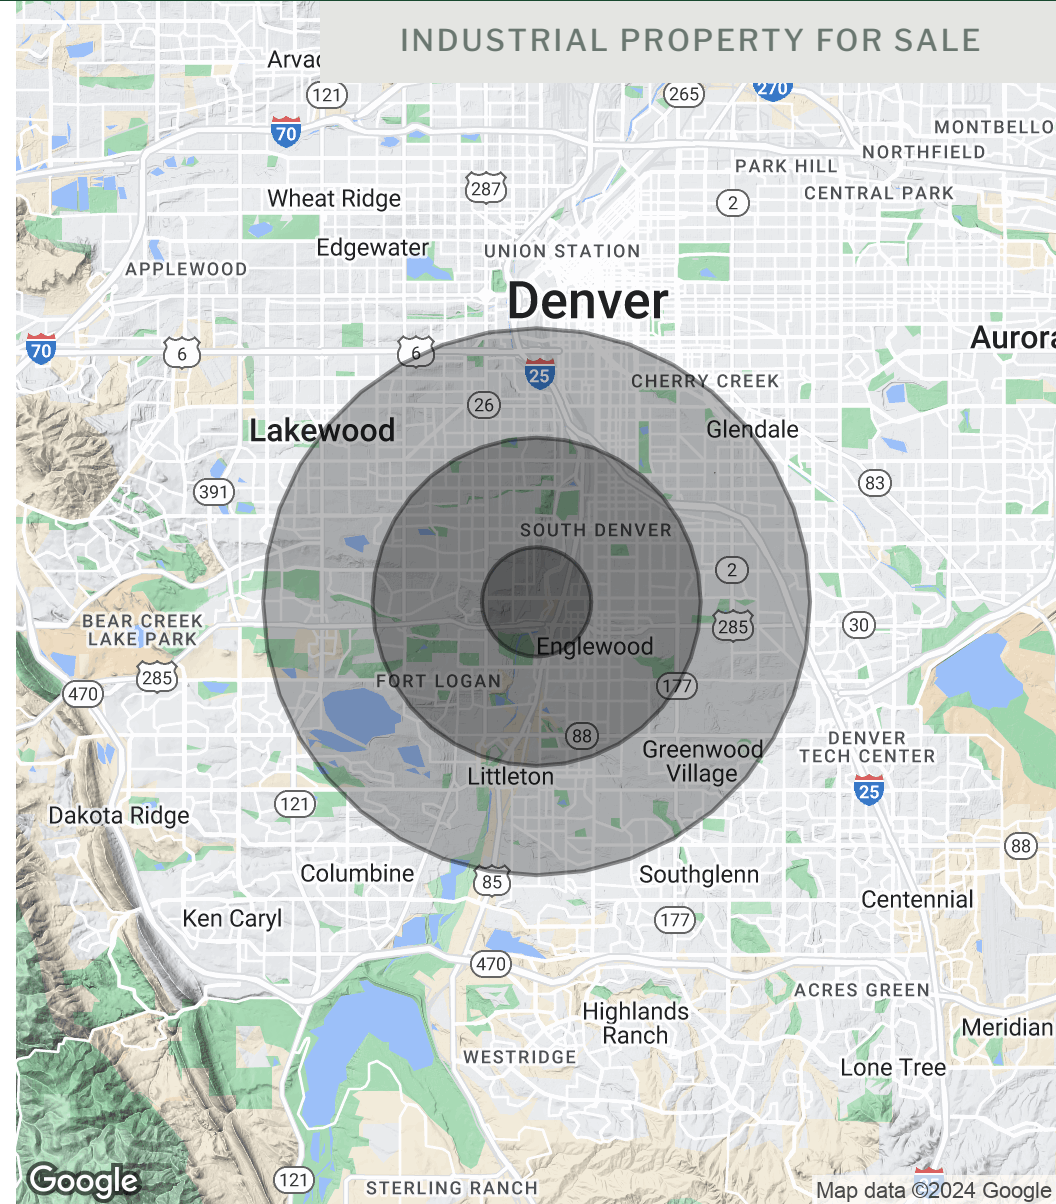 INDUSTRIAL PROPERTY FOR SALE
Arvad
121
265
270
70
MONTBELLO
NORTHFIELD
PARK HILL
287
CENTRAL PARK
Wheat Ridge
2
Edgewater
UNION STATION
APPLEWOOD
Denver
Aurora
70
6
6
25
CHERRY CREEK
26
Lakewood
Glendale
391
83
SOUTH DENVER
2
BEAR CREEK
LAKE PARK
285
30
Englewood
285
FORT LOGAN
177
470
88
DENVER
TECH CENTER
Greenwood
Village
Littleton
25
121
Dakota Ridge
88
Columbine
85
Southglenn
Centennial
Ken Caryl
177
470
ACRES GREEN
Highlands
Ranch
Meridian
WESTRIDGE
Lone Tree
121
STERLING RANCH
Google
Map data ©2024 Google